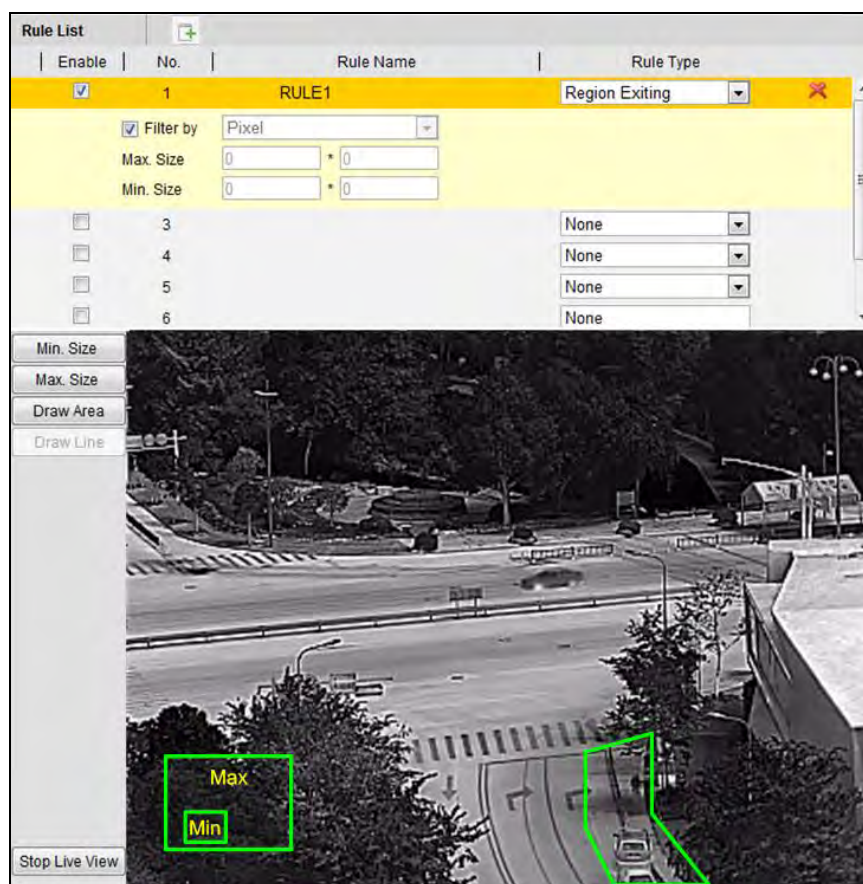 Rule List
Enable No. Rule Name Rule Type
1 RULE1 Region Exiting
Filter by Pixel
Max. Size 0 * 0
Min. Size 0 * 0
3 None
4 None
5 None
6 None
Min. Size
Max. Size
Draw Area
Draw Line
Max
Min
Stop Live View